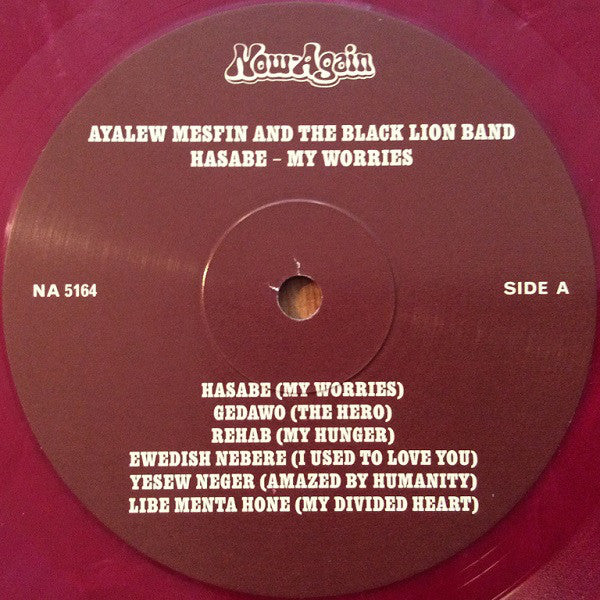 Now-Again
AYALEW MESFIN AND THE BLACK LION BAND
HASABE – MY WORRIES
NA 5164
SIDE A
HASABE (MY WORRIES)
GEDAWO (THE HERO)
REHAB (MY HUNGER)
EWEDISH NEBERE (I USED TO LOVE YOU)
YESEW NEGER (AMAZED BY HUMANITY)
LIBE MENTA HONE (MY DIVIDED HEART)